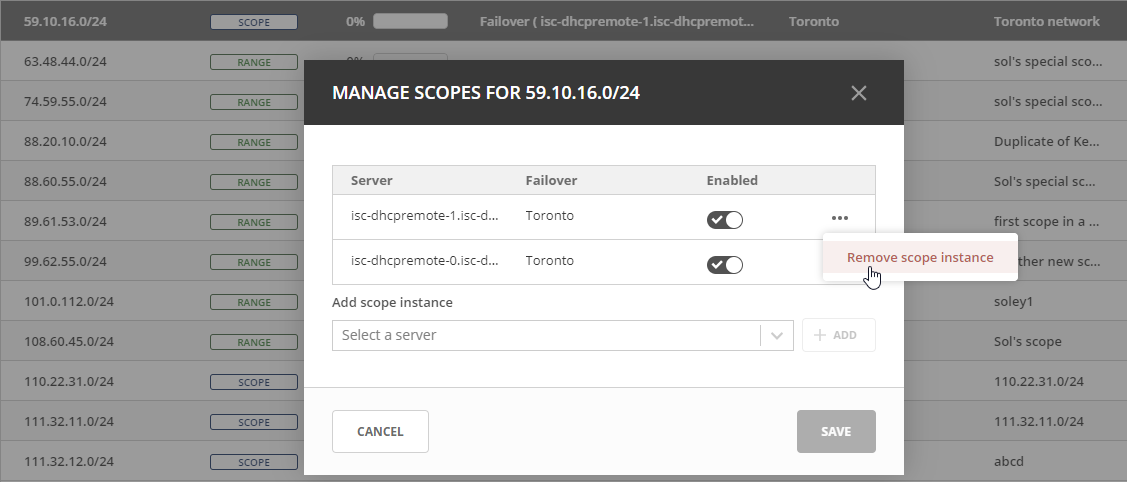 59.10.16.0/24 SCOPE 0% Failover ( isc-dhcpremote-1.isc-dhcpremot... Toronto Toronto network
63.48.44.0/24 RANGE 0% sol's special sco...
74.59.55.0/24 RANGE sol's special sco...
88.20.10.0/24 RANGE Duplicate of Ke...
88.60.55.0/24 RANGE Sol's special sc...
89.61.53.0/24 RANGE first scope in a ...
99.62.55.0/24 RANGE ther new sc...
101.0.112.0/24 RANGE soley1
108.60.45.0/24 RANGE Sol's scope
110.22.31.0/24 SCOPE 110.22.31.0/24
111.32.11.0/24 SCOPE 111.32.11.0/24
111.32.12.0/24 SCOPE abcd
MANAGE SCOPES FOR 59.10.16.0/24
Server Failover Enabled
isc-dhcpremote-1.isc-d... Toronto
isc-dhcpremote-0.isc-d... Toronto
Remove scope instance
Add scope instance
Select a server
+ ADD
CANCEL
SAVE